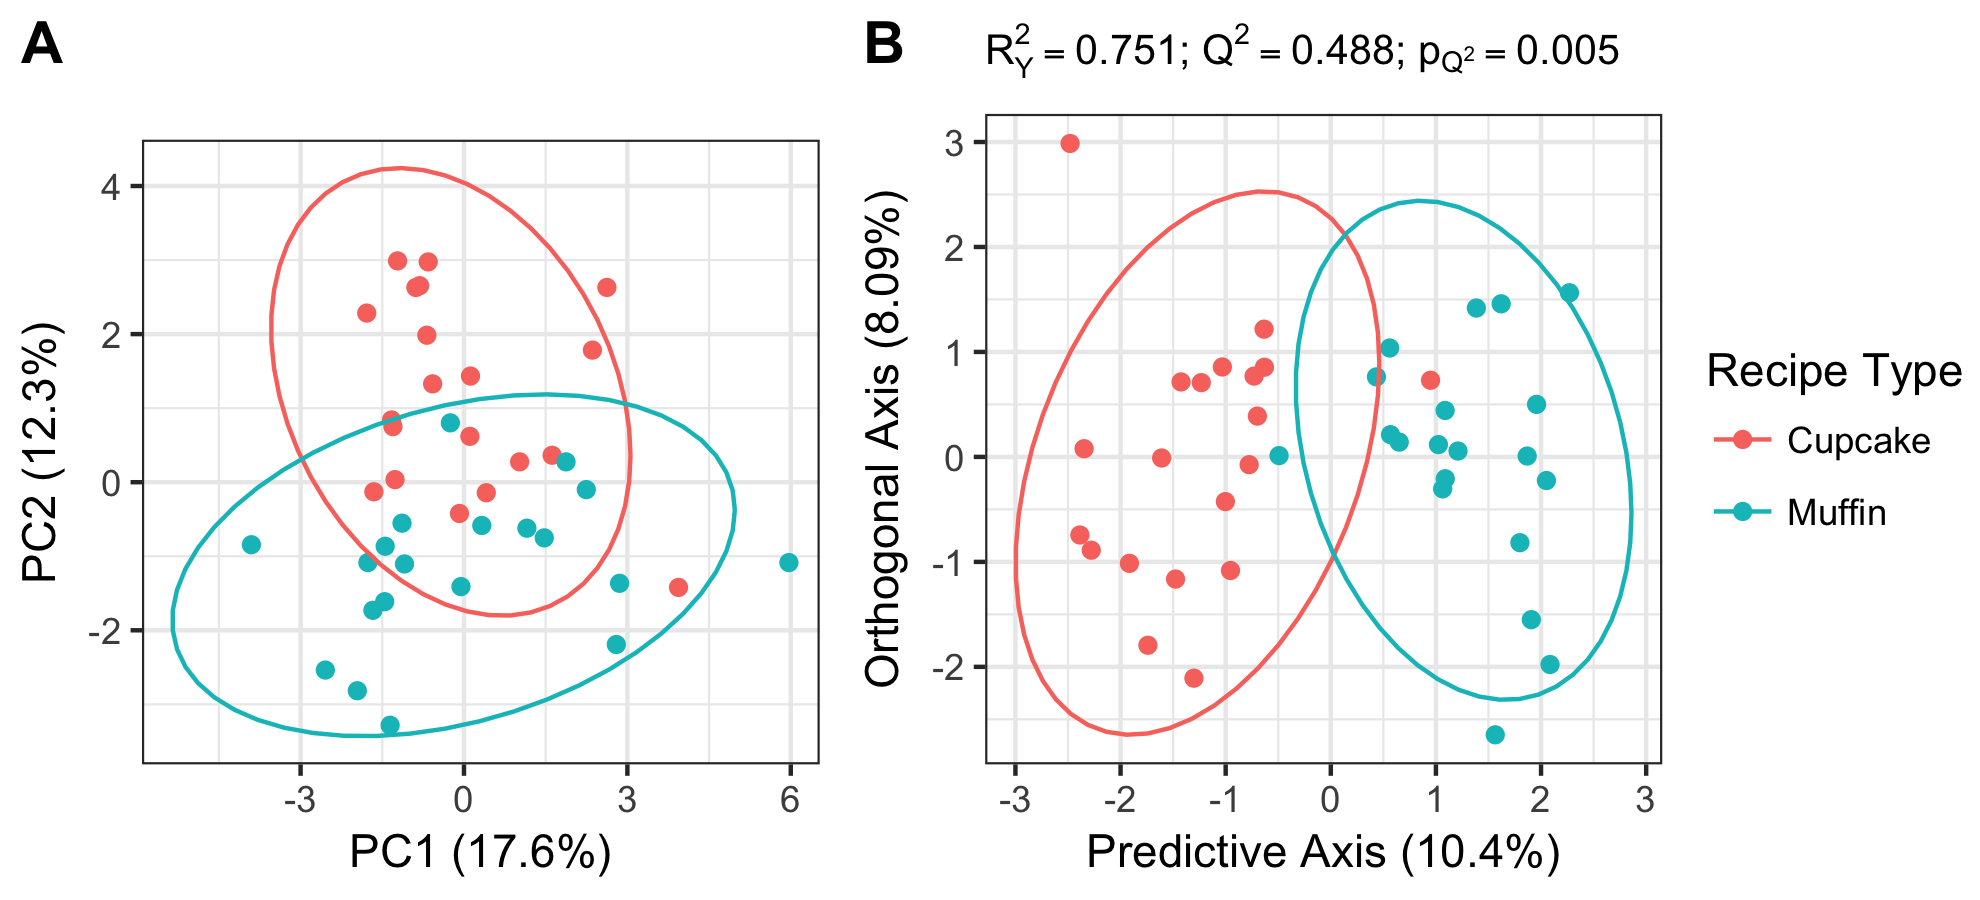 A
B
R²Y = 0.751; Q² = 0.488; pQ² = 0.005
4
2
0
-2
-3
0
3
6
PC2 (12.3%)
PC1 (17.6%)
3
2
1
0
-1
-2
-3
-2
-1
0
1
2
3
Orthogonal Axis (8.09%)
Predictive Axis (10.4%)
Recipe Type
Cupcake
Muffin